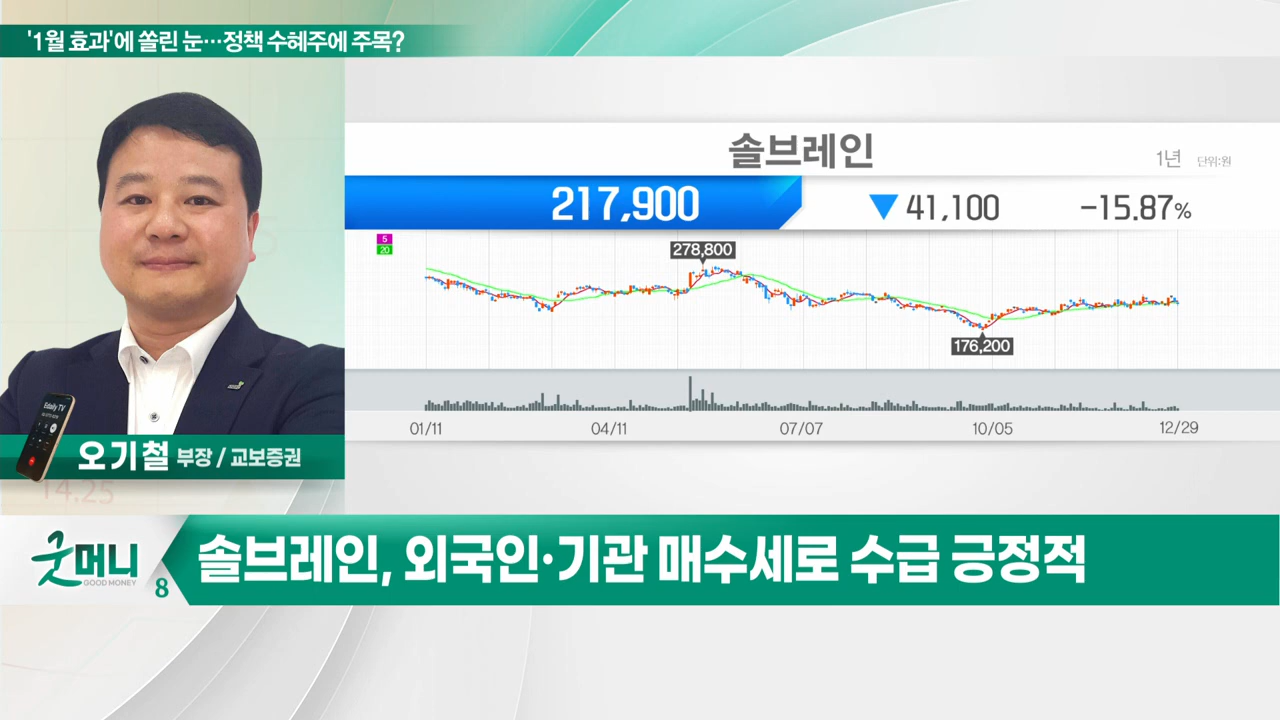 '1월 효과'에 쏠린 눈…정책 수혜주에 주목?
솔브레인
1년 단위:원
217,900 ▼41,100 -15.87%
5
20
278,800
176,200
01/11 04/11 07/07 10/05 12/29
Edaily TV
오기철 부장 / 교보증권
14.25
굿머니
GOOD MONEY
8
솔브레인, 외국인·기관 매수세로 수급 긍정적